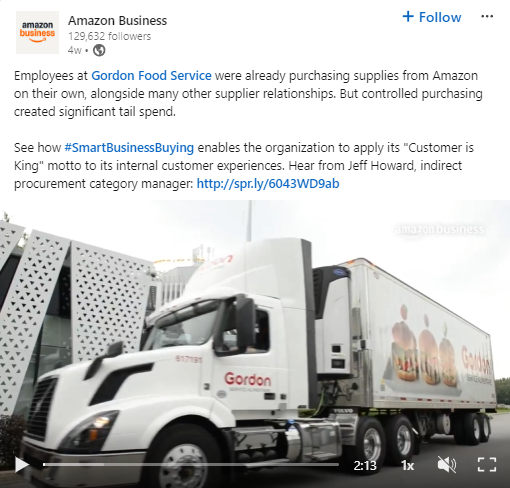 amazon
business
Amazon Business
+ Follow
129,632 followers
4w •
Employees at Gordon Food Service were already purchasing supplies from Amazon
on their own, alongside many other supplier relationships. But controlled purchasing
created significant tail spend.
See how #SmartBusinessBuying enables the organization to apply its "Customer is
King" motto to its internal customer experiences. Hear from Jeff Howard, indirect
procurement category manager: http://spr.ly/6043WD9ab
amazon business
Gordon
Gordon
617191
VOLVO
2:13
1x